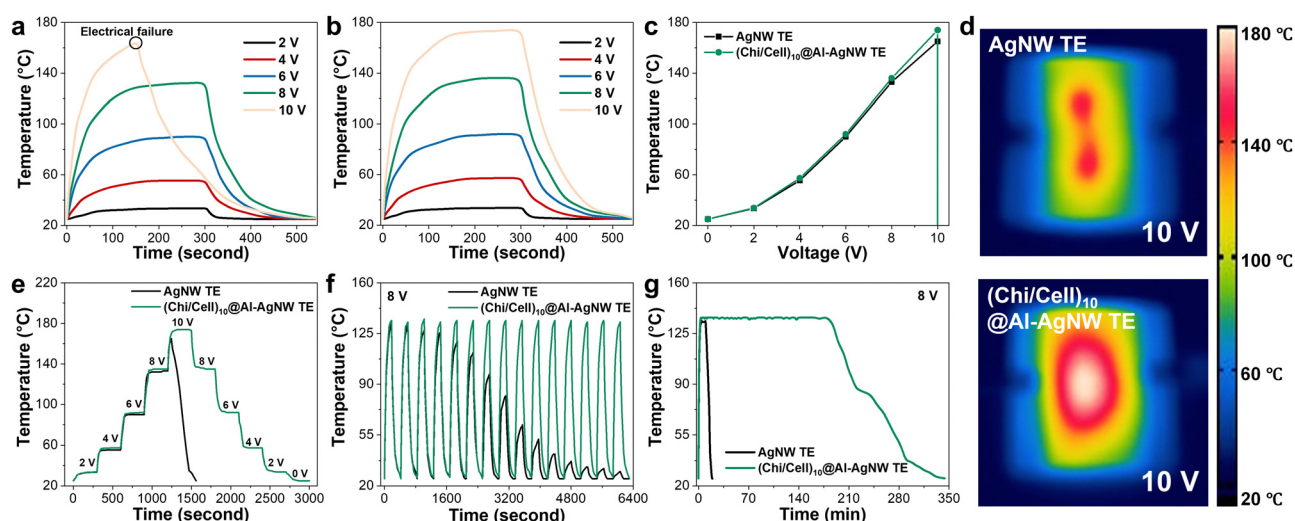 a
Electrical failure
2 V
4 V
6 V
8 V
10 V
Temperature (°C)
180
140
100
60
20
0
100
200
300
400
500
Time (second)
b
2 V
4 V
6 V
8 V
10 V
Temperature (°C)
180
140
100
60
20
0
100
200
300
400
500
Time (second)
c
AgNW TE
(Chi/Cell)10@Al-AgNW TE
Temperature (°C)
180
140
100
60
20
0
2
4
6
8
10
Voltage (V)
d
AgNW TE
10 V
(Chi/Cell)10
@Al-AgNW TE
10 V
180 °C
140 °C
100 °C
60 °C
20 °C
e
AgNW TE
(Chi/Cell)10@Al-AgNW TE
10 V
8 V
8 V
6 V
6 V
4 V
4 V
2 V
2 V
0 V
Temperature (°C)
220
180
140
100
60
20
0
500
1000
1500
2000
2500
3000
Time (second)
f
8 V
AgNW TE
(Chi/Cell)10@Al-AgNW TE
Temperature (°C)
160
125
90
55
20
0
800
1600
2400
3200
4000
4800
5600
6400
Time (second)
g
8 V
AgNW TE
(Chi/Cell)10@Al-AgNW TE
Temperature (°C)
160
125
90
55
20
0
70
140
210
280
350
Time (min)